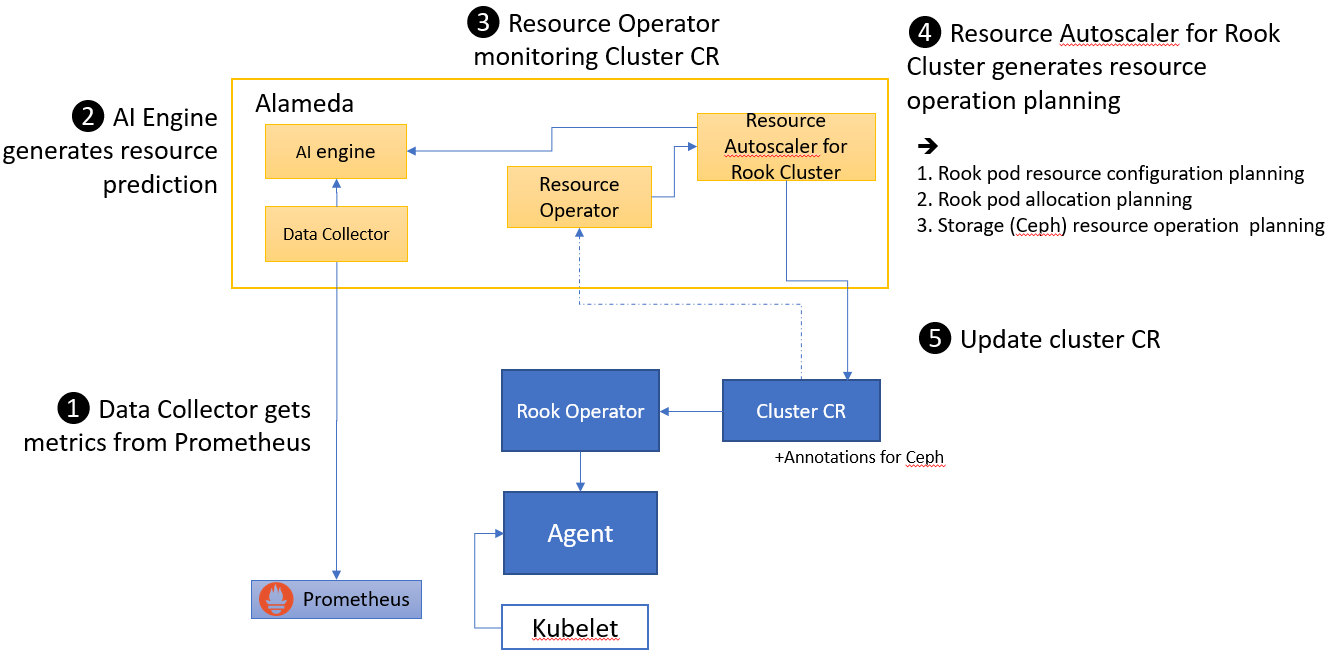 ❸ Resource Operator
monitoring Cluster CR
❹ Resource Autoscaler for Rook
Cluster generates resource
operation planning
➔
1. Rook pod resource configuration planning
2. Rook pod allocation planning
3. Storage (Ceph) resource operation planning
❷ AI Engine
generates resource
prediction
Alameda
AI engine
Data Collector
Resource
Operator
Resource
Autoscaler for
Rook Cluster
❺ Update cluster CR
❶ Data Collector gets
metrics from Prometheus
Rook Operator
Cluster CR
+Annotations for Ceph
Agent
Prometheus
Kubelet